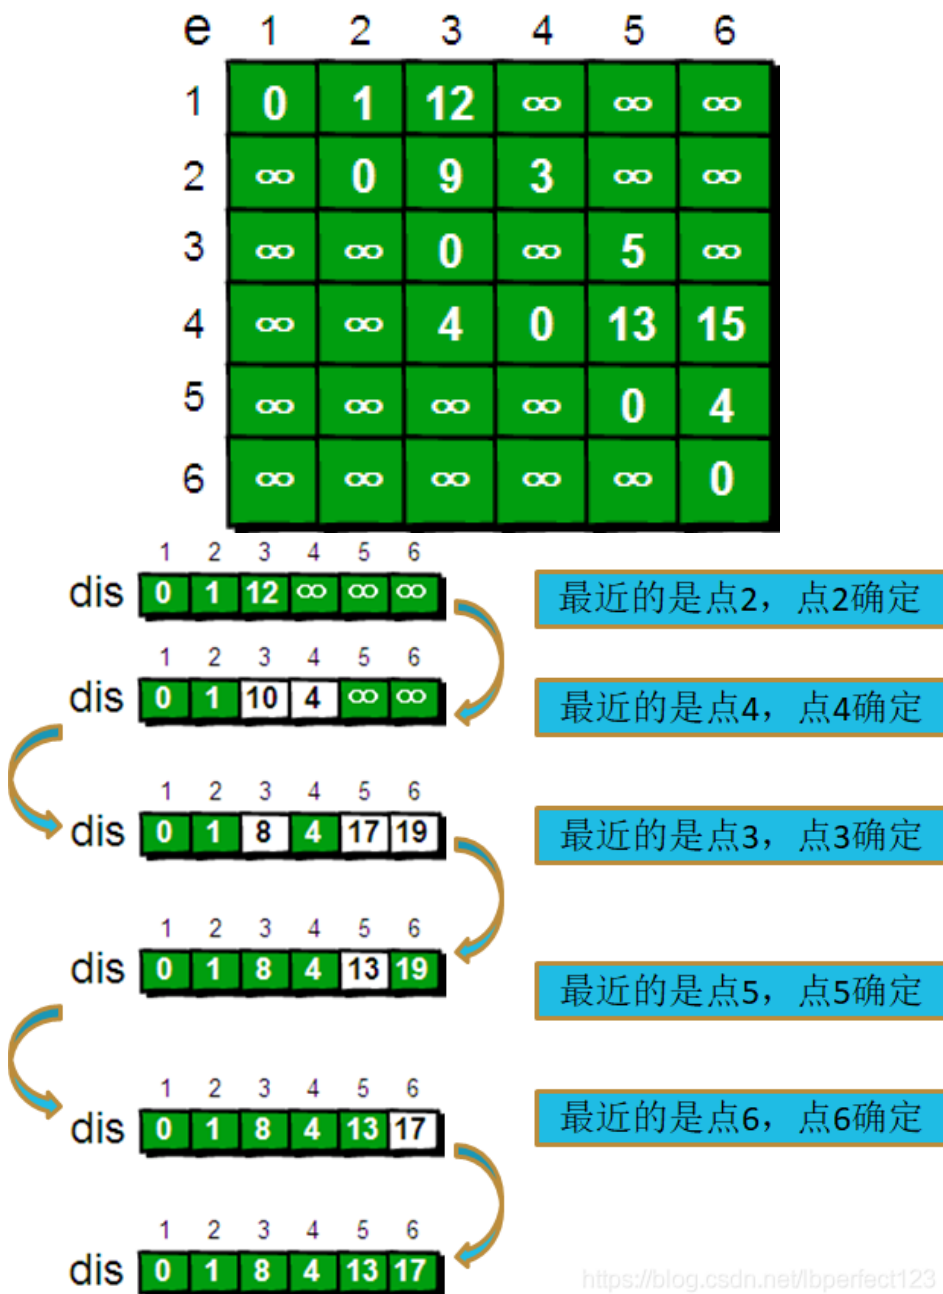 e 1 2 3 4 5 6
1 0 1 12 ∞ ∞ ∞
2 ∞ 0 9 3 ∞ ∞
3 ∞ ∞ 0 ∞ 5 ∞
4 ∞ ∞ 4 0 13 15
5 ∞ ∞ ∞ ∞ 0 4
6 ∞ ∞ ∞ ∞ ∞ 0
1 2 3 4 5 6
dis 0 1 12 ∞ ∞ ∞
最近的是点2，点2确定
1 2 3 4 5 6
dis 0 1 10 4 ∞ ∞
最近的是点4，点4确定
1 2 3 4 5 6
dis 0 1 8 4 17 19
最近的是点3，点3确定
1 2 3 4 5 6
dis 0 1 8 4 13 19
最近的是点5，点5确定
1 2 3 4 5 6
dis 0 1 8 4 13 17
最近的是点6，点6确定
1 2 3 4 5 6
dis 0 1 8 4 13 17
https://blog.csdn.net/lbperfect123